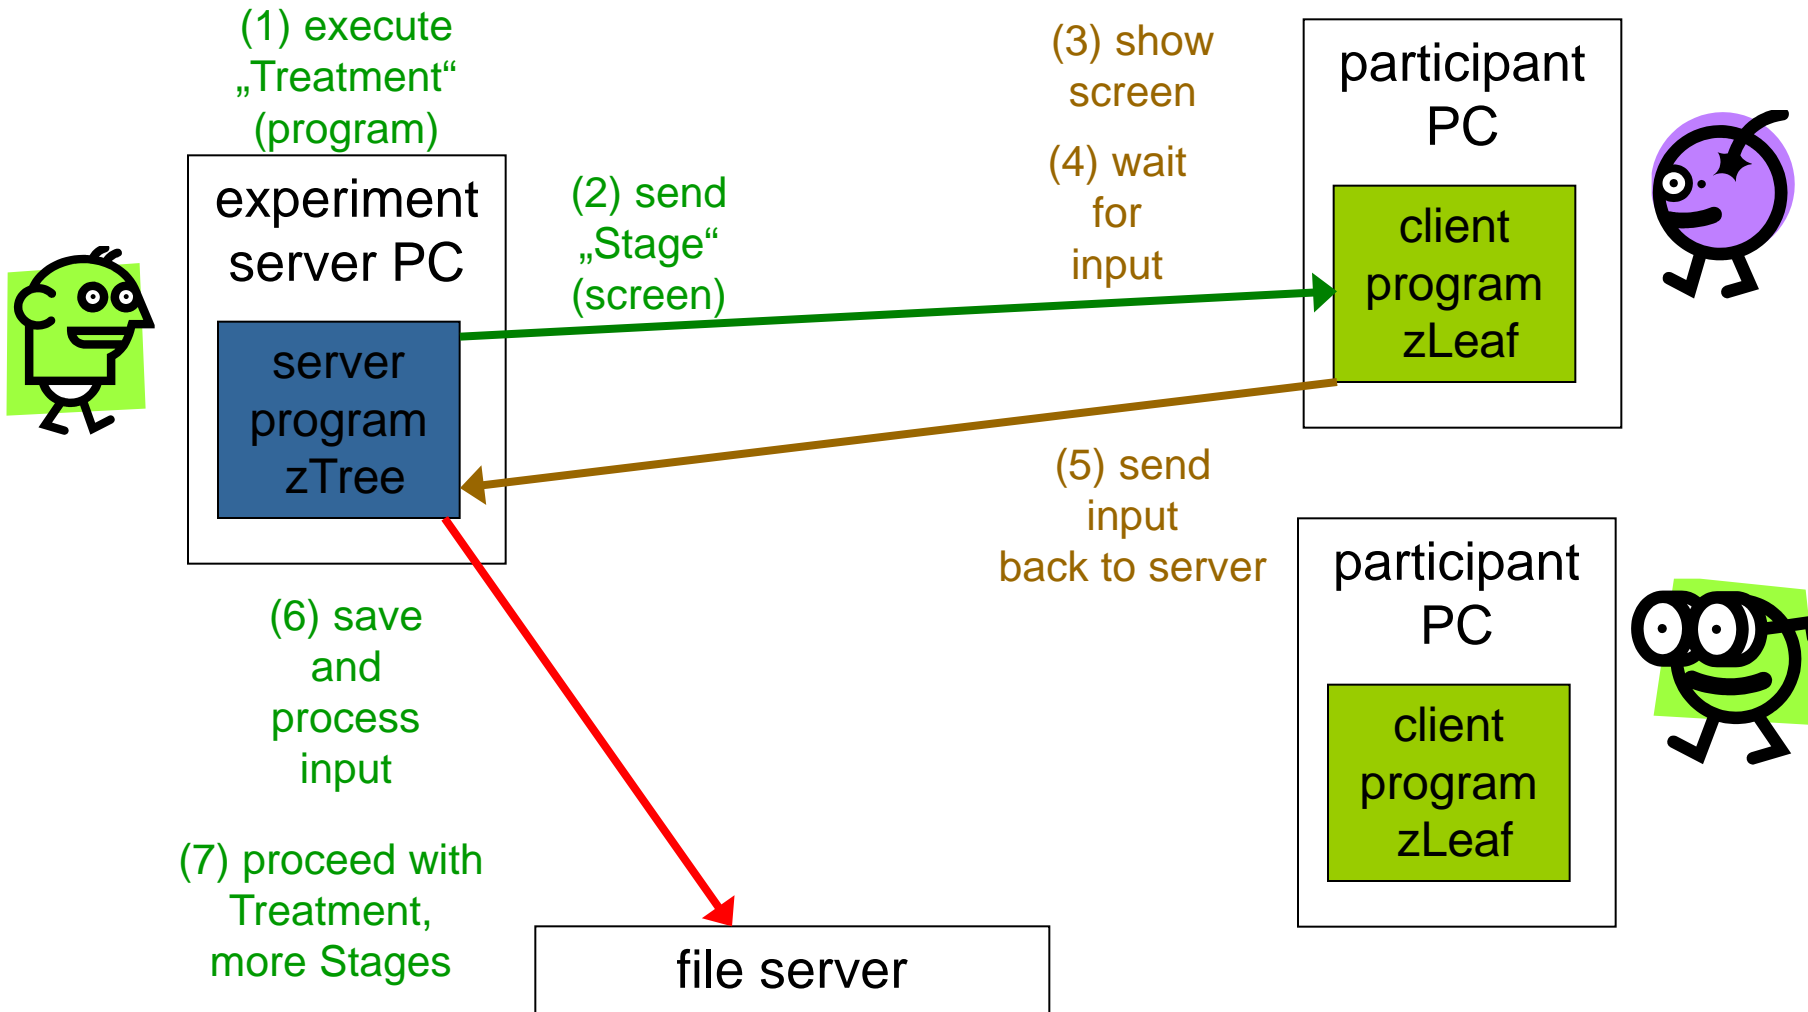 (1) execute
„Treatment“
(program)
experiment
server PC
server
program
zTree
(2) send
„Stage“
(screen)
(3) show
screen
(4) wait
for
input
participant
PC
client
program
zLeaf
(5) send
input
back to server
participant
PC
client
program
zLeaf
(6) save
and
process
input
(7) proceed with
Treatment,
more Stages
file server